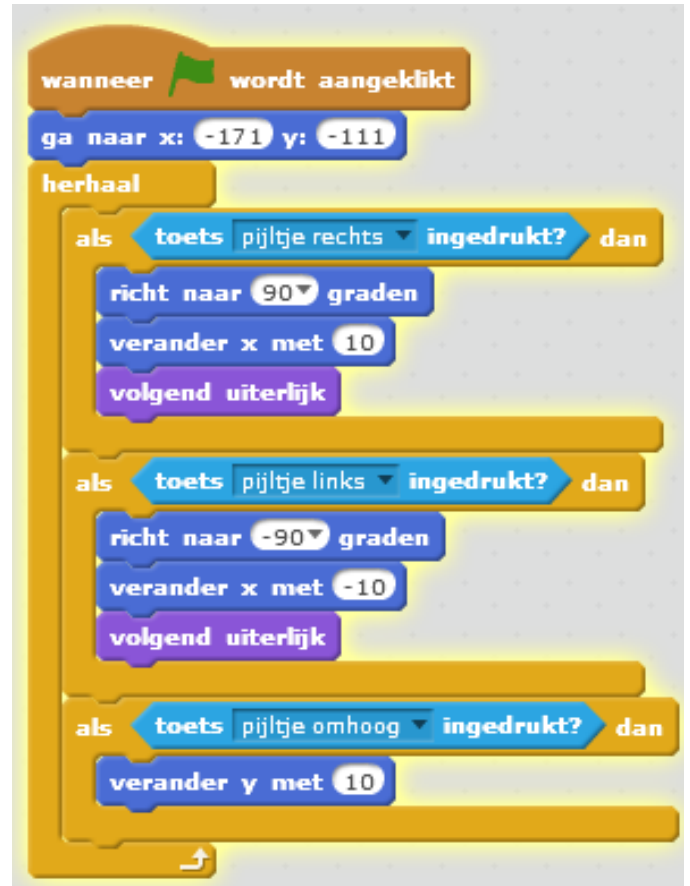 wanneer wordt aangeklikt
ga naar x: -171 y: -111
herhaal
als toets pijltje rechts ingedrukt? dan
richt naar 90 graden
verander x met 10
volgend uiterlijk
als toets pijltje links ingedrukt? dan
richt naar -90 graden
verander x met -10
volgend uiterlijk
als toets pijltje omhoog ingedrukt? dan
verander y met 10